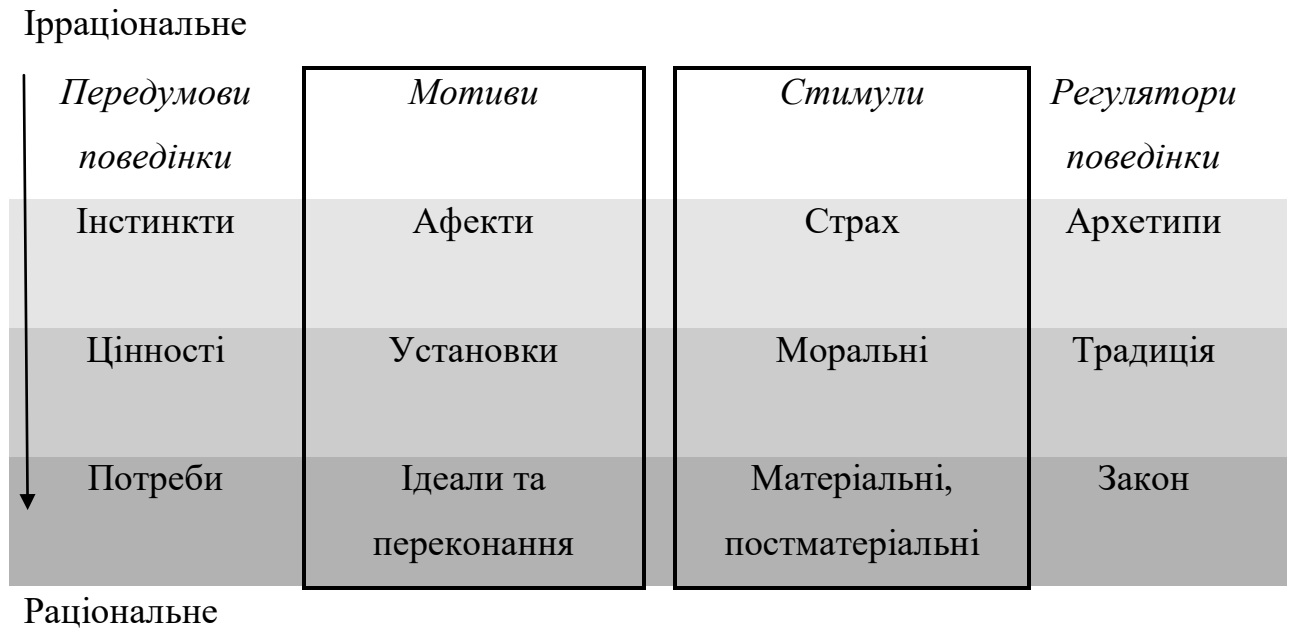 Ірраціональне
Передумови Мотиви Стимули Регулятори
поведінки поведінки
Інстинкти Афекти Страх Архетипи
Цінності Установки Моральні Традиція
Потреби Ідеали та Матеріальні, Закон
переконання постматеріальні
Раціональне